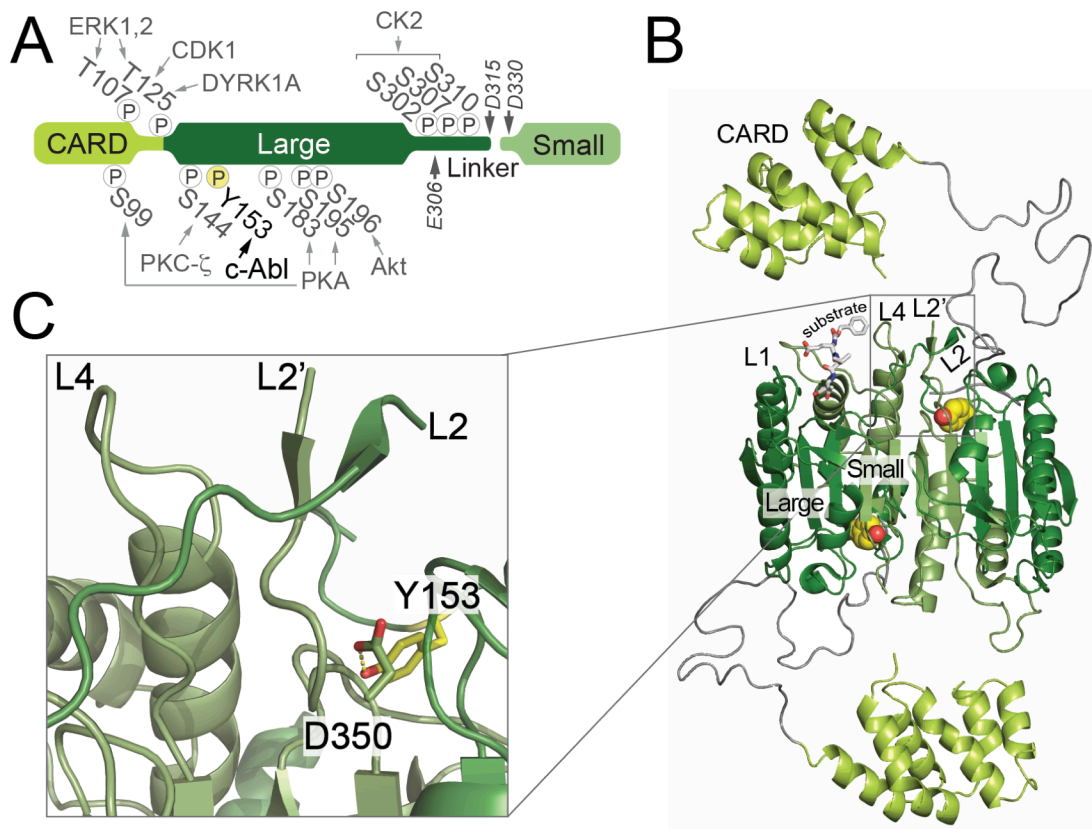 A
ERK1,2
CDK1
DYRK1A
T107
T125
CK2
S302
S307
S310
D315
D330
P
P
P
P
P
CARD
Large
Linker
Small
P
P
P
P
P
P
S99
S144
Y153
S183
S195
S196
E306
PKC-ζ
c-Abl
PKA
Akt
B
CARD
substrate
L4
L2'
L1
L2
Small
Large
C
L4
L2'
L2
Y153
D350